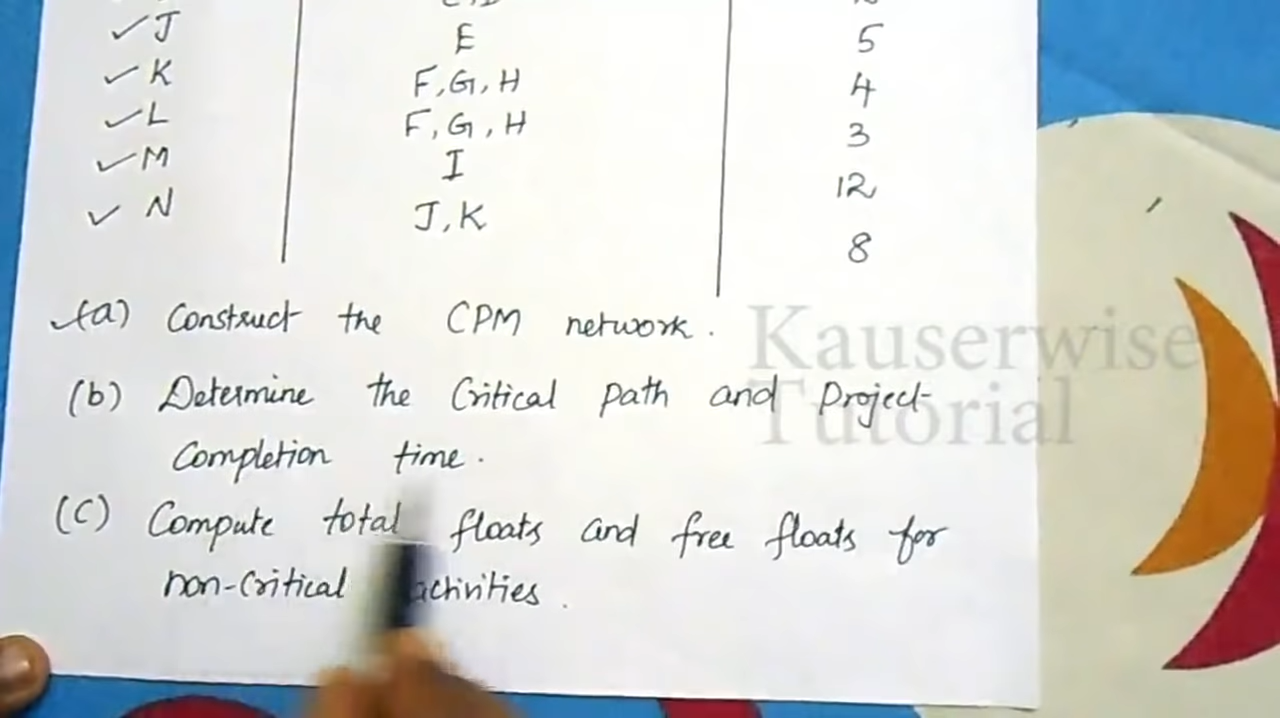 J E 5
K F, G, H 4
L F, G, H 3
M I 12
N J, K 8
(a) Construct the CPM network.
(b) Determine the Critical path and Project
Completion time.
(c) Compute total floats and free floats for
non-critical activities.
Kauserwise
Tutorial